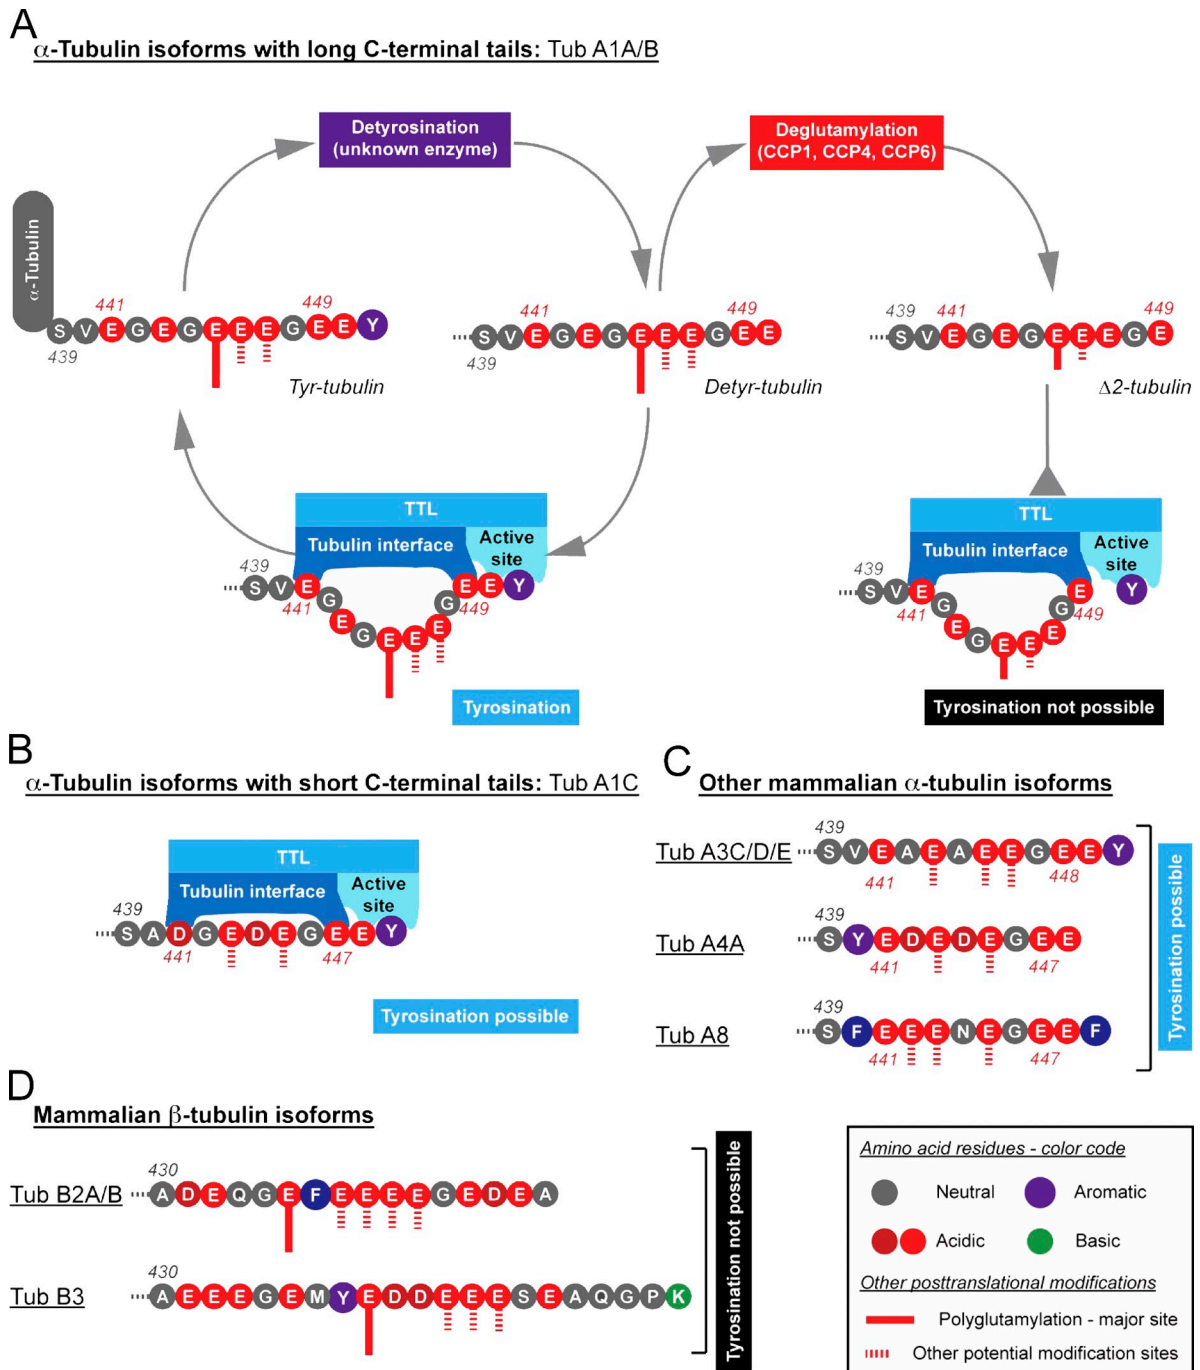 A
α-Tubulin isoforms with long C-terminal tails: Tub A1A/B
Detyrosination
(unknown enzyme)
Deglutamylation
(CCP1, CCP4, CCP6)
α-Tubulin
441
449
S V E G E G E E E G E E Y
439
Tyr-tubulin
441
449
S V E G E G E E E G E E
439
Detyr-tubulin
439
441
449
S V E G E G E E E G E
Δ2-tubulin
TTL
Tubulin interface
Active
site
439
S V E G E G E E E G E E Y
441
449
Tyrosination
TTL
Tubulin interface
Active
site
439
S V E G E G E E E G E Y
441
449
Tyrosination not possible
B
α-Tubulin isoforms with short C-terminal tails: Tub A1C
TTL
Tubulin interface
Active
site
439
S A D G E D E G E E Y
441
447
Tyrosination possible
C
Other mammalian α-tubulin isoforms
439
Tub A3C/D/E
S V E A E A E E G E E Y
441
448
439
Tub A4A
S Y E D E D E G E E
441
447
439
Tub A8
S F E E E N E G E E F
441
447
Tyrosination possible
D
Mammalian β-tubulin isoforms
430
Tub B2A/B
A D E Q G E F E E E E G E D E A
430
Tub B3
A E E E G E M Y E D D E E E S E A Q G P K
Tyrosination not possible
Amino acid residues - color code
Neutral
Aromatic
Acidic
Basic
Other posttranslational modifications
Polyglutamylation - major site
Other potential modification sites